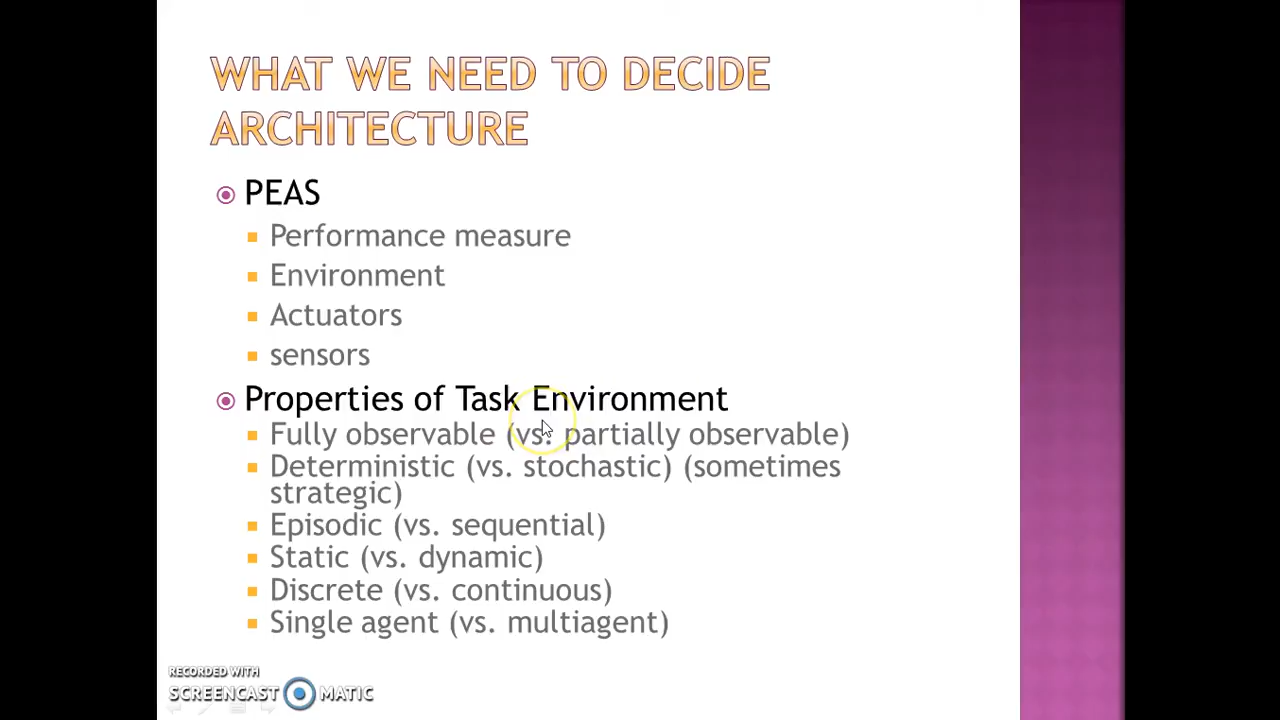 WHAT WE NEED TO DECIDE
ARCHITECTURE
PEAS
Performance measure
Environment
Actuators
sensors
Properties of Task Environment
Fully observable (vs. partially observable)
Deterministic (vs. stochastic) (sometimes
strategic)
Episodic (vs. sequential)
Static (vs. dynamic)
Discrete (vs. continuous)
Single agent (vs. multiagent)
RECORDED WITH
SCREENCAST MATIC